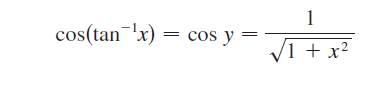 cos(tan⁻¹x) = cos y = 1/√(1 + x²)